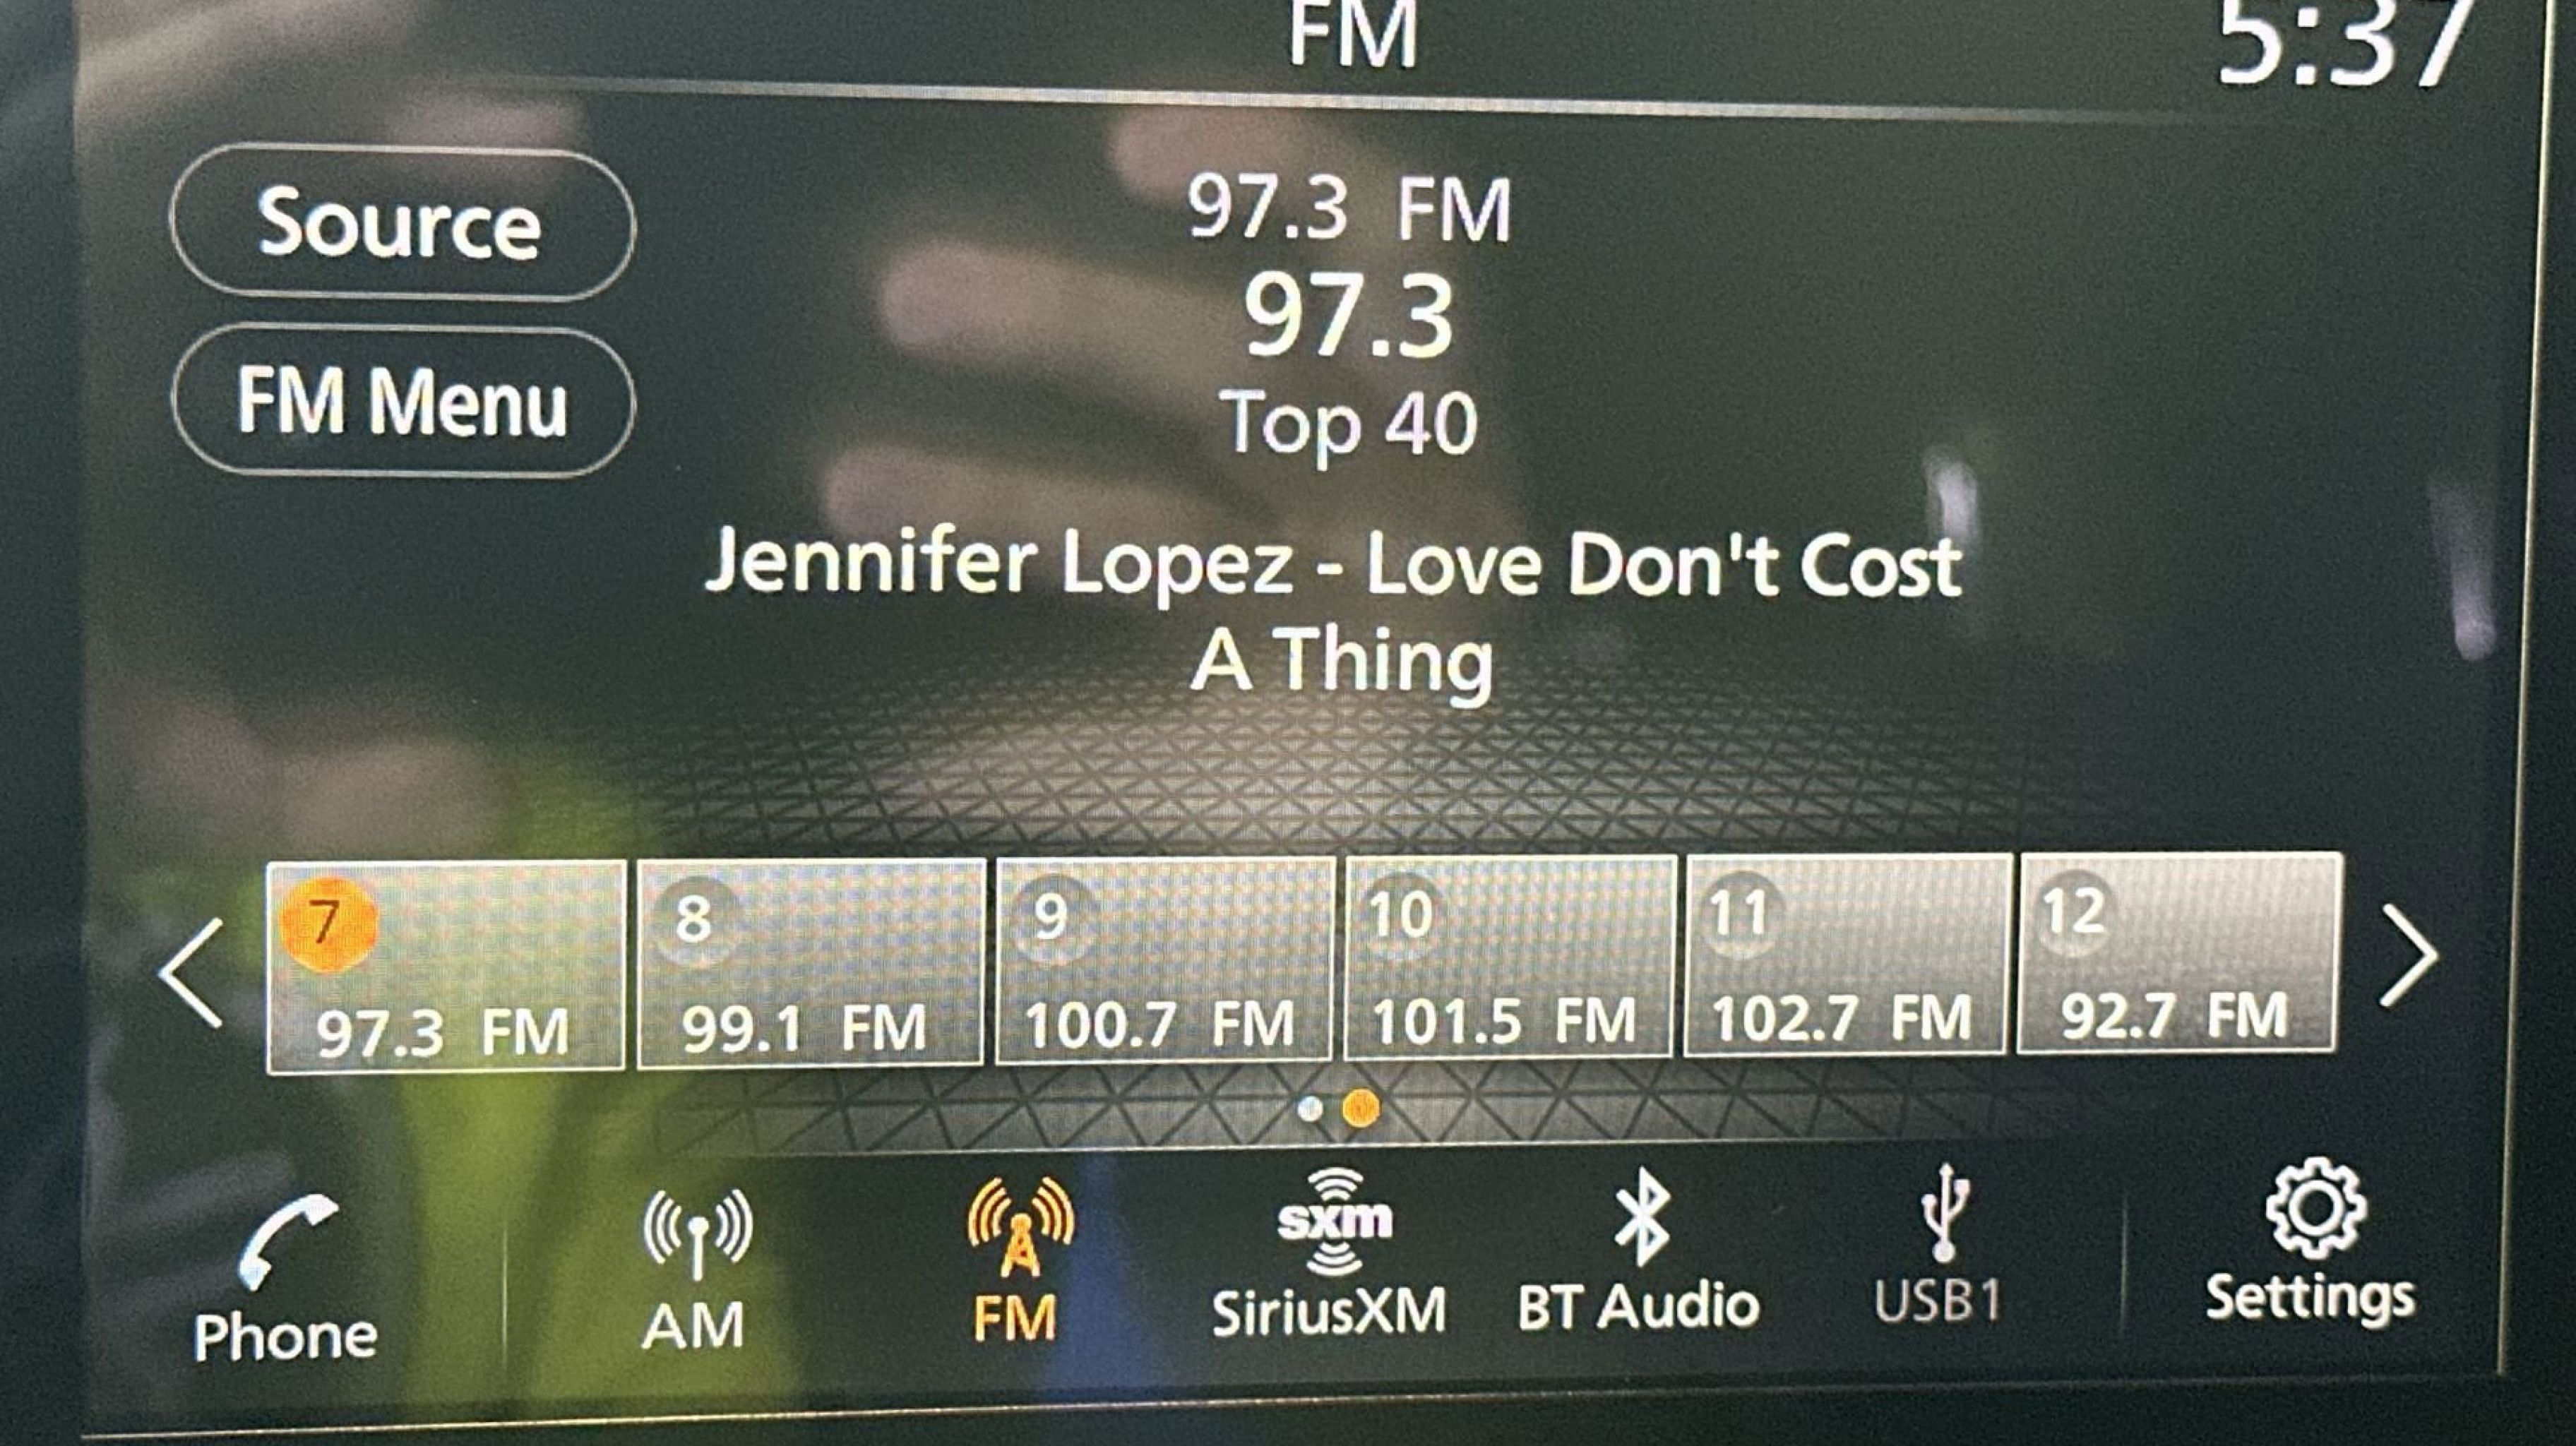 FM
5:37
Source
FM Menu
97.3 FM
97.3
Top 40
Jennifer Lopez - Love Don't Cost
A Thing
7
97.3 FM
8
99.1 FM
9
100.7 FM
10
101.5 FM
11
102.7 FM
12
92.7 FM
Phone
AM
A
FM
sxm
SiriusXM
BT Audio
USB1
Settings